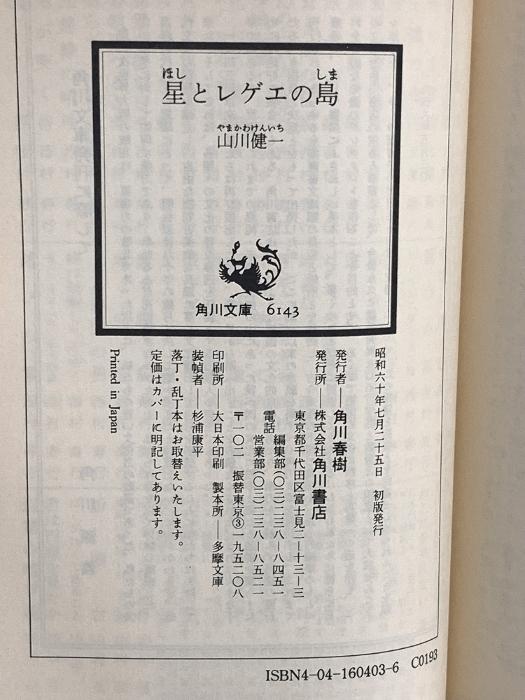 ほし しま
星とレゲエの島
やまかわけんいち
山川健一
角川文庫 6143
昭和六十年七月二十五日 初版発行
発行者——角川春樹
発行所——株式会社角川書店
東京都千代田区富士見二—十三—三
電話 編集部(〇三)二三八—八四五一
営業部(〇三)二三八—八五二一
〒一〇二 振替東京③一九五二〇八
印刷所——大日本印刷 製本所——多摩文庫
装幀者——杉浦康平
落丁・乱丁本はお取替えいたします。
定価はカバーに明記してあります。
Printed in Japan
ISBN4-04-160403-6 C0193